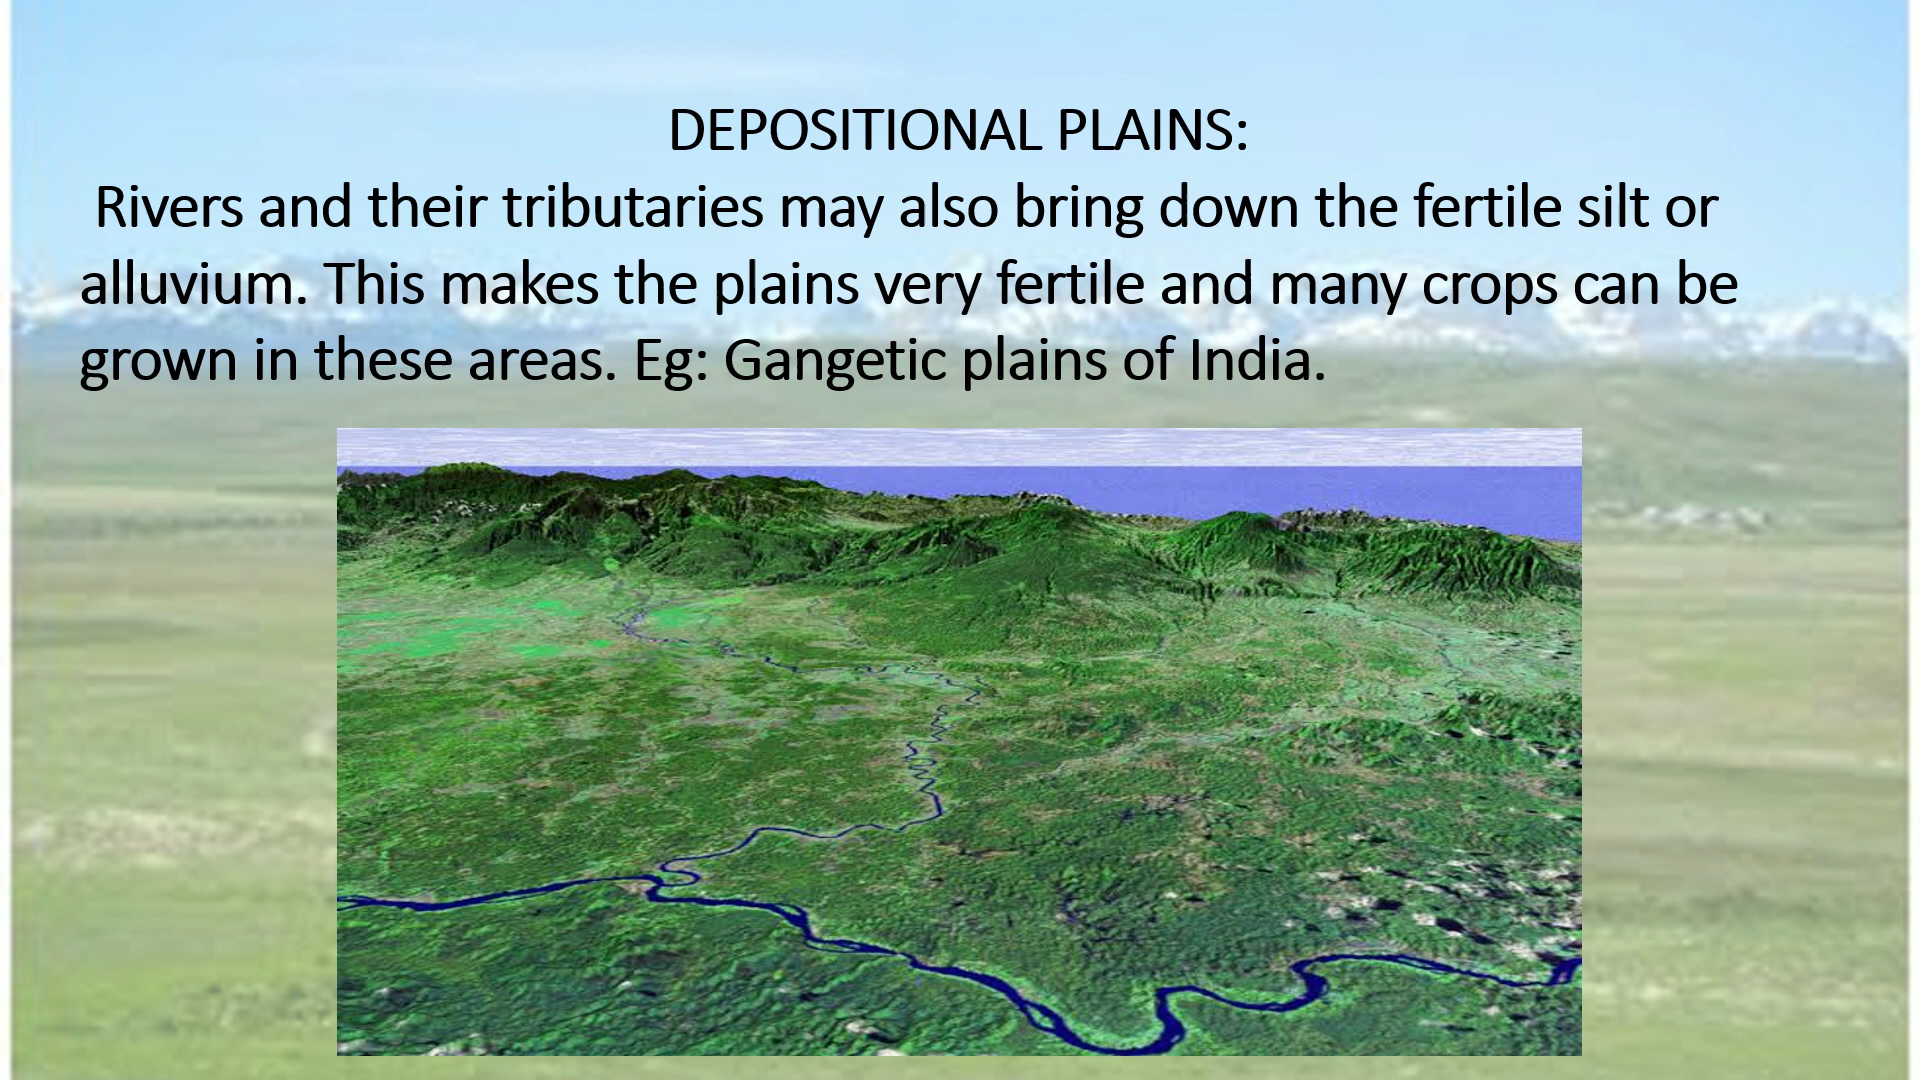 DEPOSITIONAL PLAINS:
Rivers and their tributaries may also bring down the fertile silt or
alluvium. This makes the plains very fertile and many crops can be
grown in these areas. Eg: Gangetic plains of India.